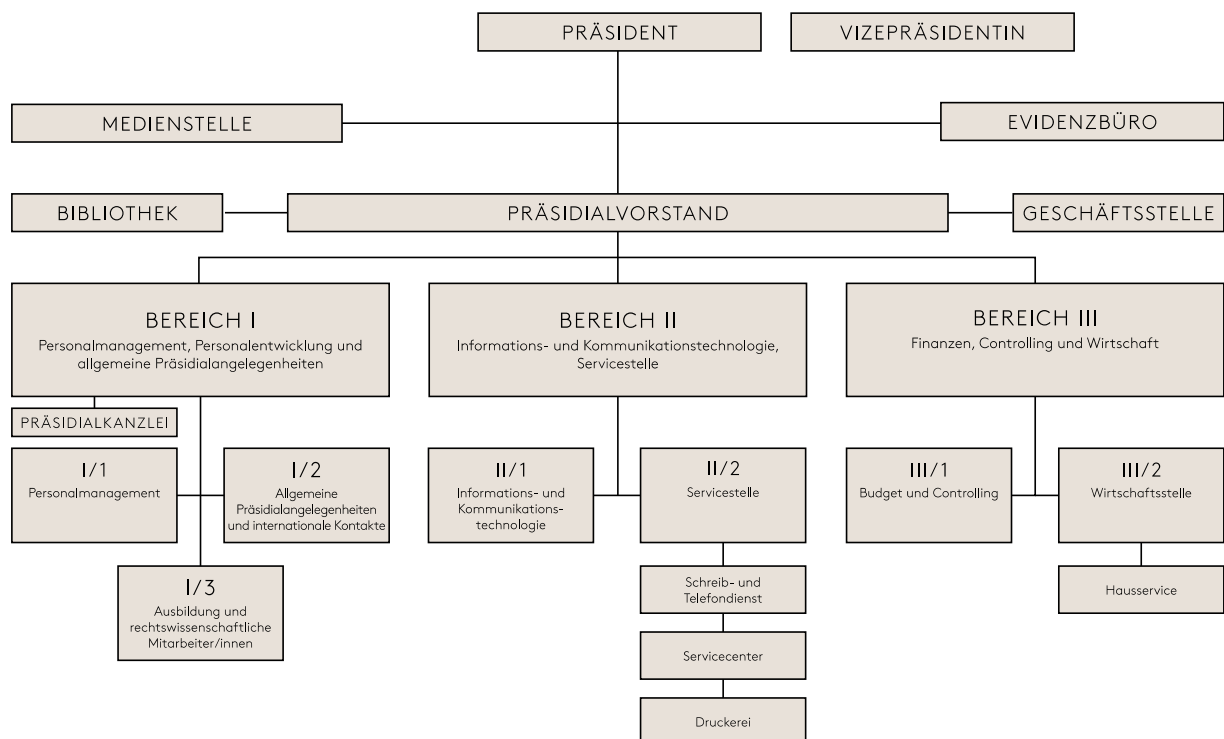 PRÄSIDENT
VIZEPRÄSIDENTIN
MEDIENSTELLE
EVIDENZBÜRO
BIBLIOTHEK
PRÄSIDIALVORSTAND
GESCHÄFTSSTELLE
BEREICH I
Personalmanagement, Personalentwicklung und
allgemeine Präsidialangelegenheiten
BEREICH II
Informations- und Kommunikationstechnologie,
Servicestelle
BEREICH III
Finanzen, Controlling und Wirtschaft
PRÄSIDIALKANZLEI
I/1
Personalmanagement
I/2
Allgemeine
Präsidialangelegenheiten
und internationale Kontakte
I/3
Ausbildung und
rechtswissenschaftliche
Mitarbeiter/innen
II/1
Informations- und
Kommunikations-
technologie
II/2
Servicestelle
Schreib- und
Telefondienst
Servicecenter
Druckerei
III/1
Budget und Controlling
III/2
Wirtschaftsstelle
Hausservice